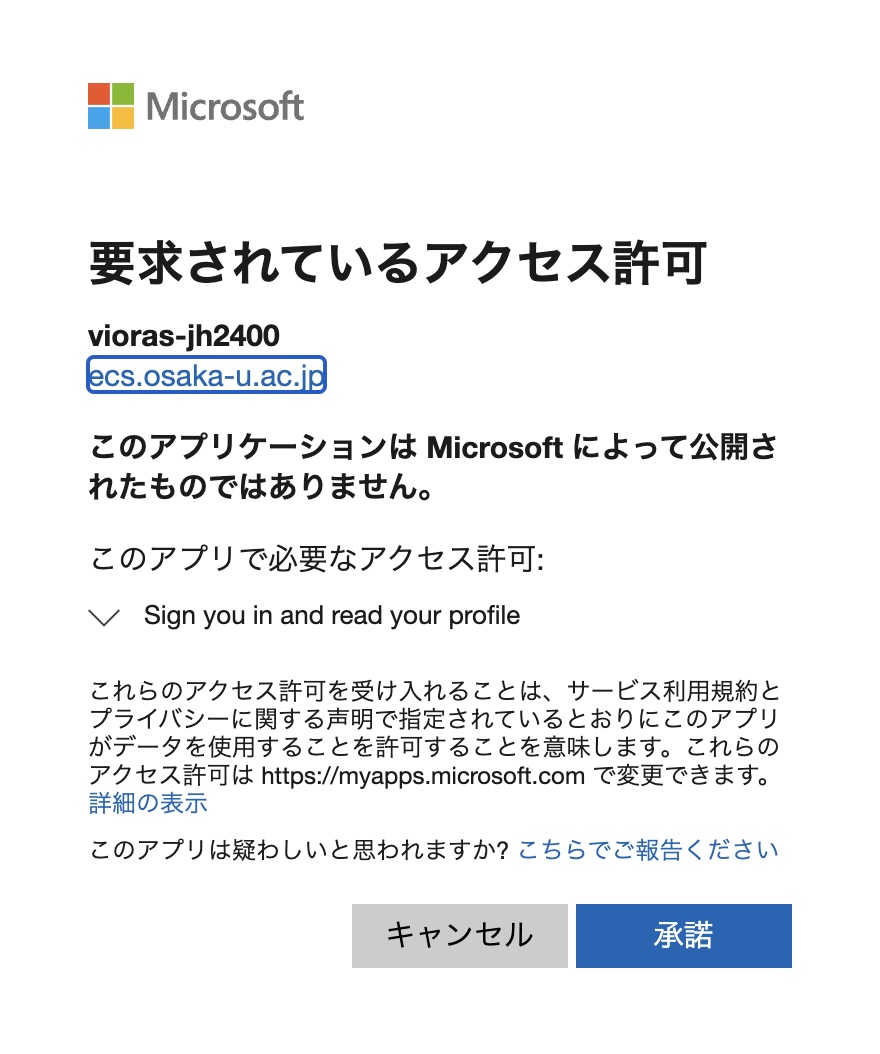 Microsoft
要求されているアクセス許可
vioras-jh2400
ecs.osaka-u.ac.jp
このアプリケーションは Microsoft によって公開さ
れたものではありません。
このアプリで必要なアクセス許可:
Sign you in and read your profile
これらのアクセス許可を受け入れることは、サービス利用規約と
プライバシーに関する声明で指定されているとおりにこのアプリ
がデータを使用することを許可することを意味します。これらの
アクセス許可は https://myapps.microsoft.com で変更できます。
詳細の表示
このアプリは疑わしいと思われますか? こちらでご報告ください
キャンセル 承諾